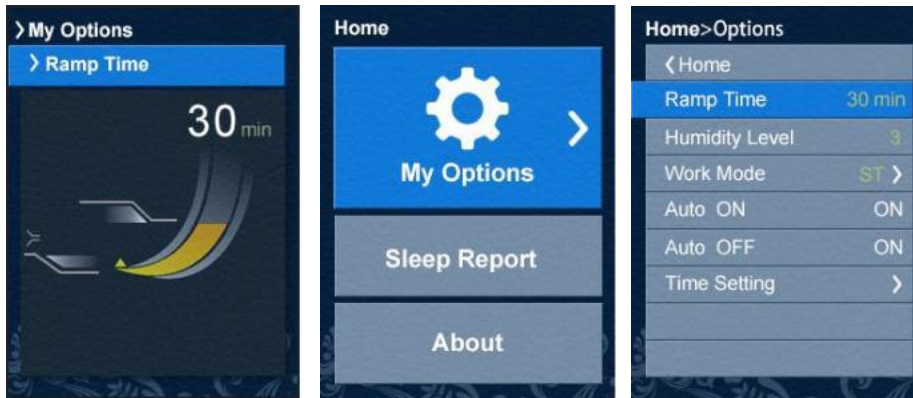 ❯My Options
❯ Ramp Time
30 min
Home
My Options ❯
Sleep Report
About
Home>Options
❮Home
Ramp Time 30 min
Humidity Level 3
Work Mode ST ❯
Auto ON ON
Auto OFF ON
Time Setting ❯